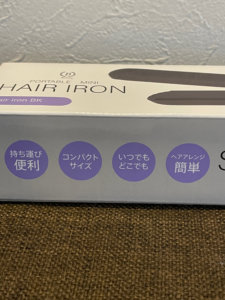 PORTABLE MINI
HAIR IRON
air Iron BK
持ち運び
便利
コンパクト
サイズ
いつでも
どこでも
ヘアアレンジ
簡単
S